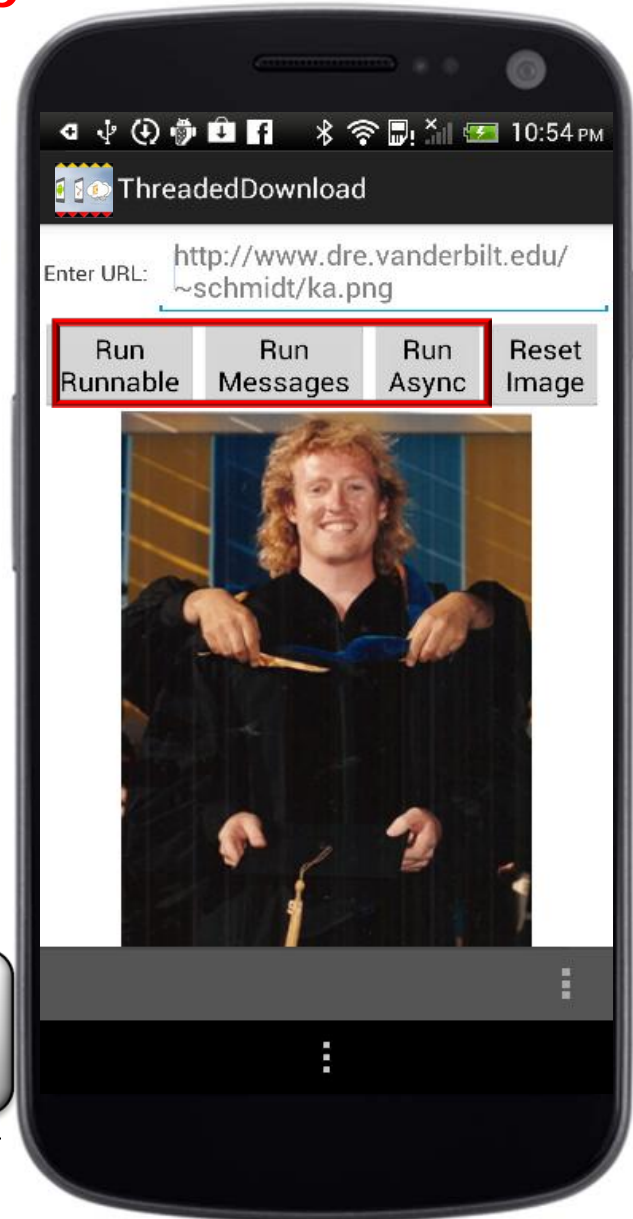 10:54 PM
ThreadedDownload
Enter URL:
http://www.dre.vanderbilt.edu/
~schmidt/ka.png
Run Runnable
Run Messages
Run Async
Reset Image